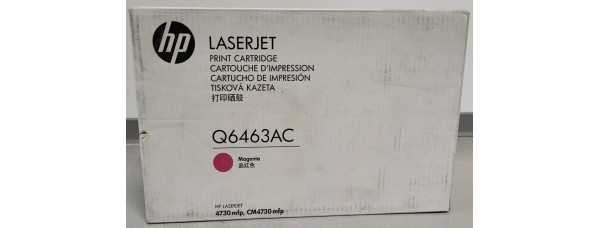 hp
LASERJET
PRINT CARTRIDGE
CARTOUCHE D'IMPRESSION
CARTUCHO DE IMPRESIÓN
TISKOVÁ KAZETA
打印硒鼓
Q6463AC
Magenta
品红色
HP LASERJET
4730 mfp, CM4730 mfp